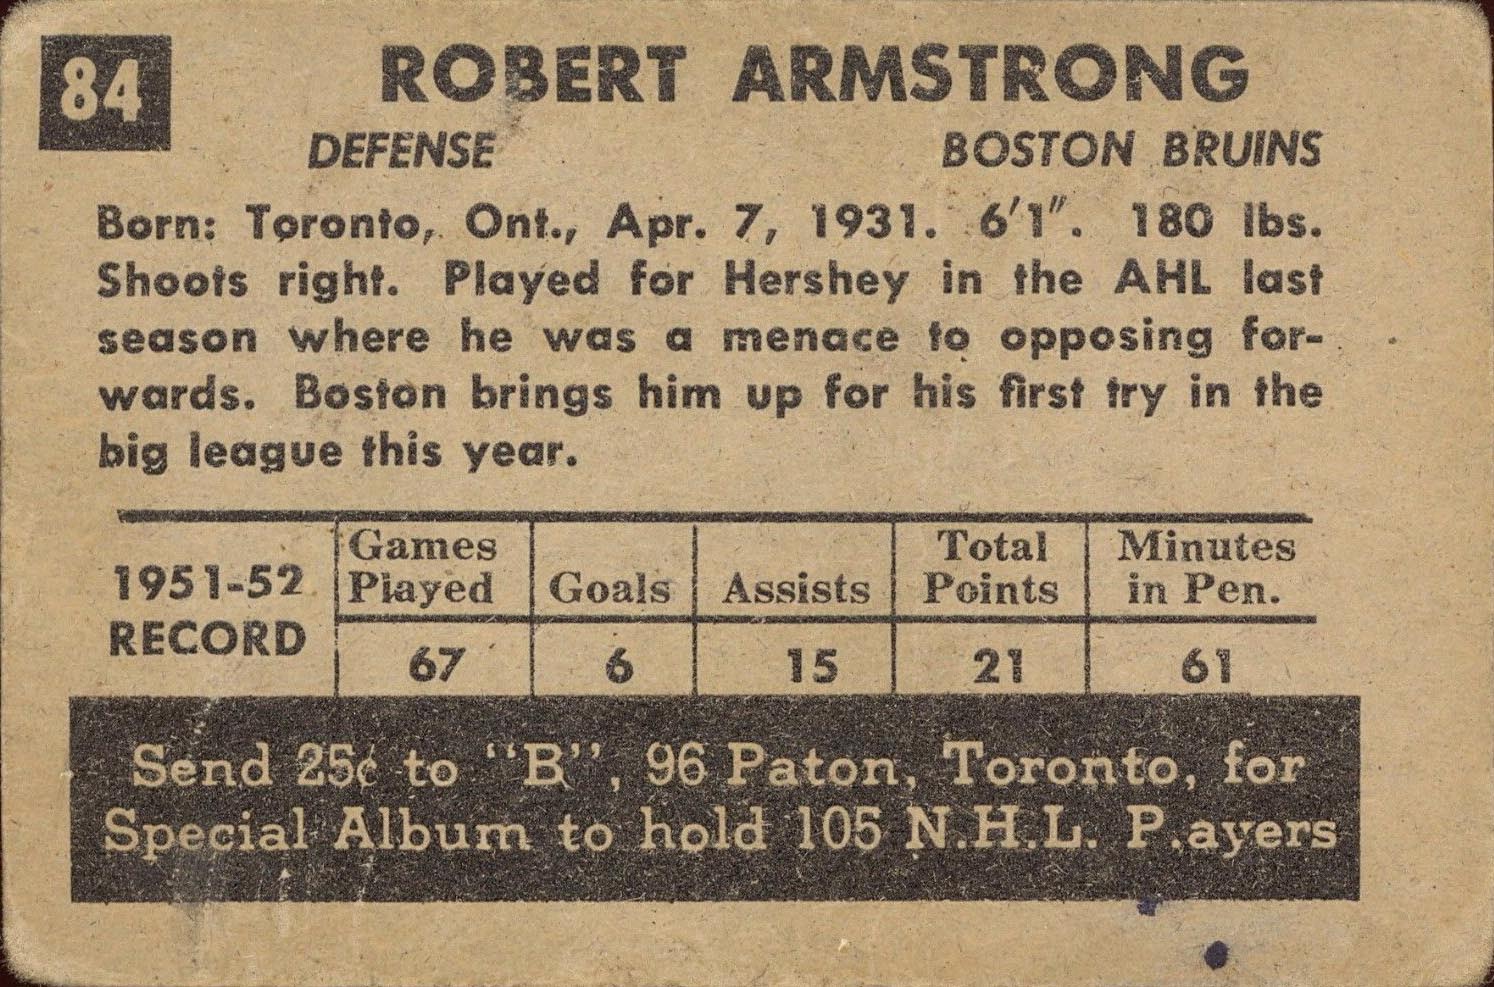 84
ROBERT ARMSTRONG
DEFENSE BOSTON BRUINS
Born: Toronto, Ont., Apr. 7, 1931. 6'1". 180 lbs.
Shoots right. Played for Hershey in the AHL last
season where he was a menace to opposing for-
wards. Boston brings him up for his first try in the
big league this year.
1951-52 RECORD
Games Played Goals Assists Total Points Minutes in Pen.
67 6 15 21 61
Send 25¢ to "B", 96 Paton, Toronto, for
Special Album to hold 105 N.H.L. P.ayers